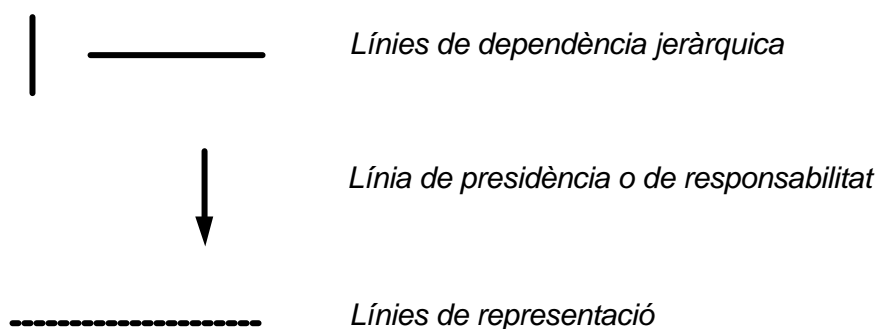 Línies de dependència jeràrquica
Línia de presidència o de responsabilitat
Línies de representació